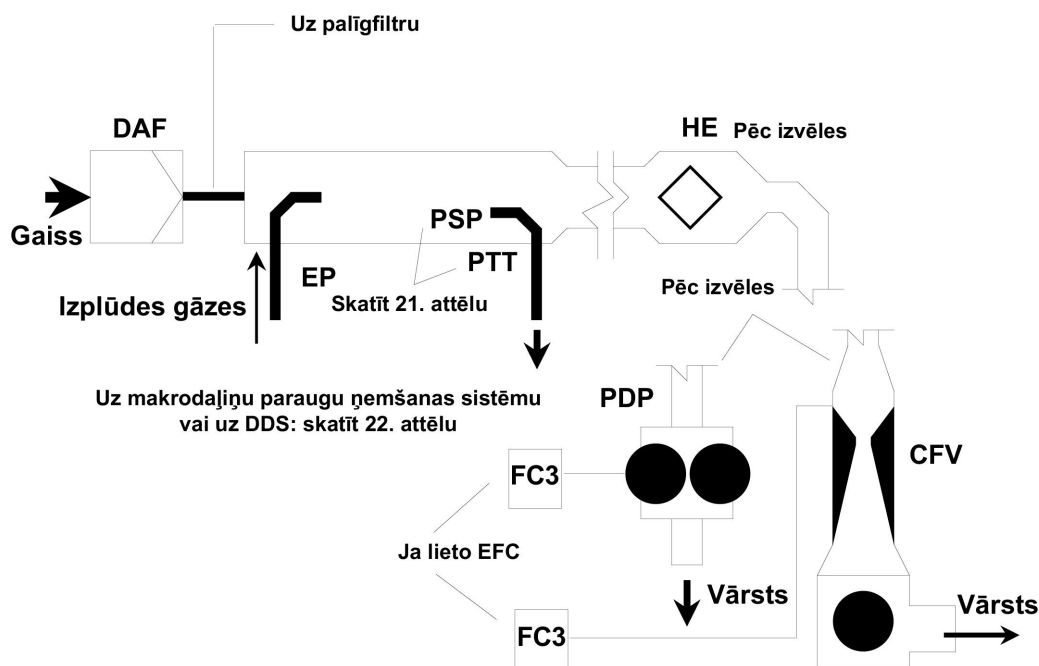 Uz palīgfiltru
DAF
HE
Pēc izvēles
Gaiss
PSP
EP
PTT
Izplūdes gāzes
Skatīt 21. attēlu
Pēc izvēles
Uz makrodaļiņu paraugu ņemšanas sistēmu
vai uz DDS: skatīt 22. attēlu
PDP
CFV
FC3
Ja lieto EFC
Vārsts
Vārsts
FC3